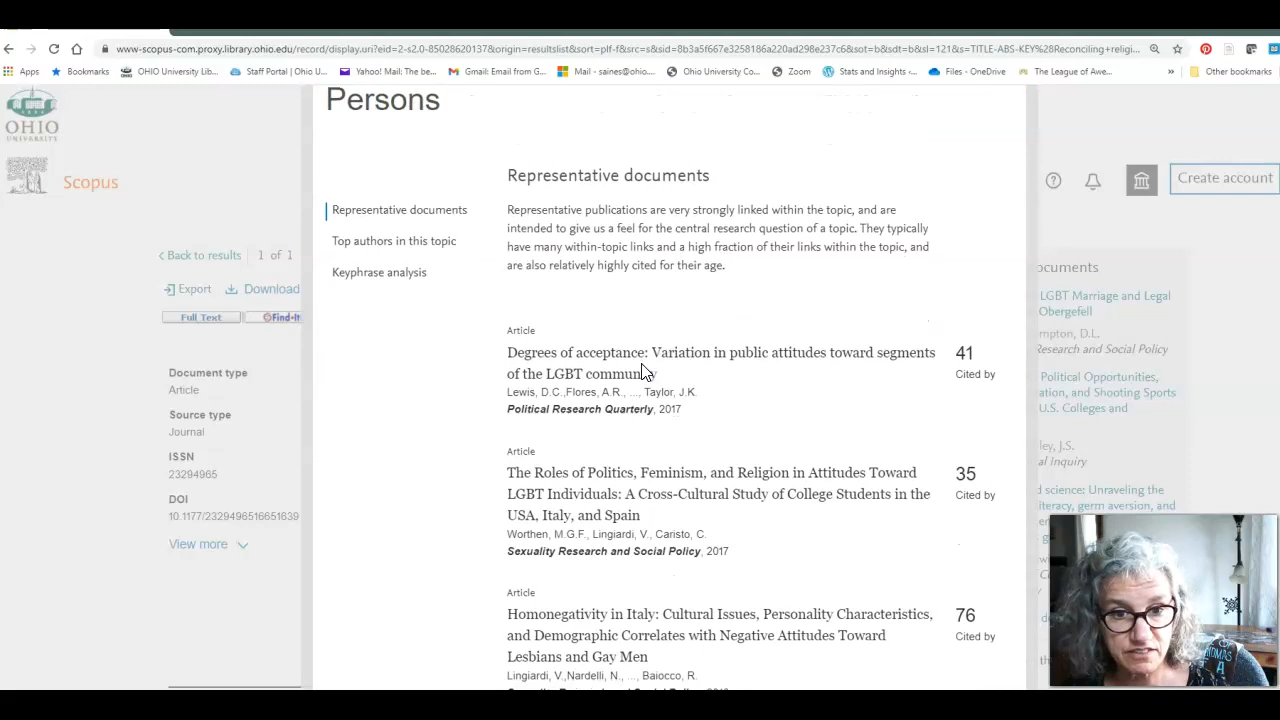 www-scopus-com.proxy.library.ohio.edu/record/display.uri?eid=2-s2.0-85028620137&origin=resultslist&sort=plf-f&src=s&sid=8b3a5f667e3258186a220ad298e237c6&sot=b&sdt=b&sl=121&s=TITLE-ABS-KEY%28Reconciling+religi...
Apps Bookmarks OHIO University Lib... Staff Portal | Ohio U... Yahoo! Mail: The be... Gmail: Email from G... Mail - saines@ohio.... Ohio University Co... Zoom Stats and Insights -... Files - OneDrive The League of Awe... » Other bookmarks
OHIO
UNIVERSITY
Scopus
Create account
Persons
Representative documents
Top authors in this topic
Keyphrase analysis
Representative documents
Representative publications are very strongly linked within the topic, and are
intended to give us a feel for the central research question of a topic. They typically
have many within-topic links and a high fraction of their links within the topic, and
are also relatively highly cited for their age.
Article
Degrees of acceptance: Variation in public attitudes toward segments
of the LGBT community
Lewis, D.C.,Flores, A.R., ..., Taylor, J.K.
Political Research Quarterly, 2017
41
Cited by
Article
The Roles of Politics, Feminism, and Religion in Attitudes Toward
LGBT Individuals: A Cross-Cultural Study of College Students in the
USA, Italy, and Spain
Worthen, M.G.F., Lingiardi, V., Caristo, C.
Sexuality Research and Social Policy, 2017
35
Cited by
Article
Homonegativity in Italy: Cultural Issues, Personality Characteristics,
and Demographic Correlates with Negative Attitudes Toward
Lesbians and Gay Men
Lingiardi, V.,Nardelli, N., ..., Baiocco, R.
76
Cited by
Back to results 1 of 1
Export Download
Full Text Find-It
Document type
Article
Source type
Journal
ISSN
23294965
DOI
10.1177/2329496516651639
View more
ocuments
LGBT Marriage and Legal
Obergefell
mpton, D.L.
Research and Social Policy
Political Opportunities,
ation, and Shooting Sports
U.S. Colleges and
ley, J.S.
al Inquiry
d science: Unraveling the
iteracy, germ aversion, and